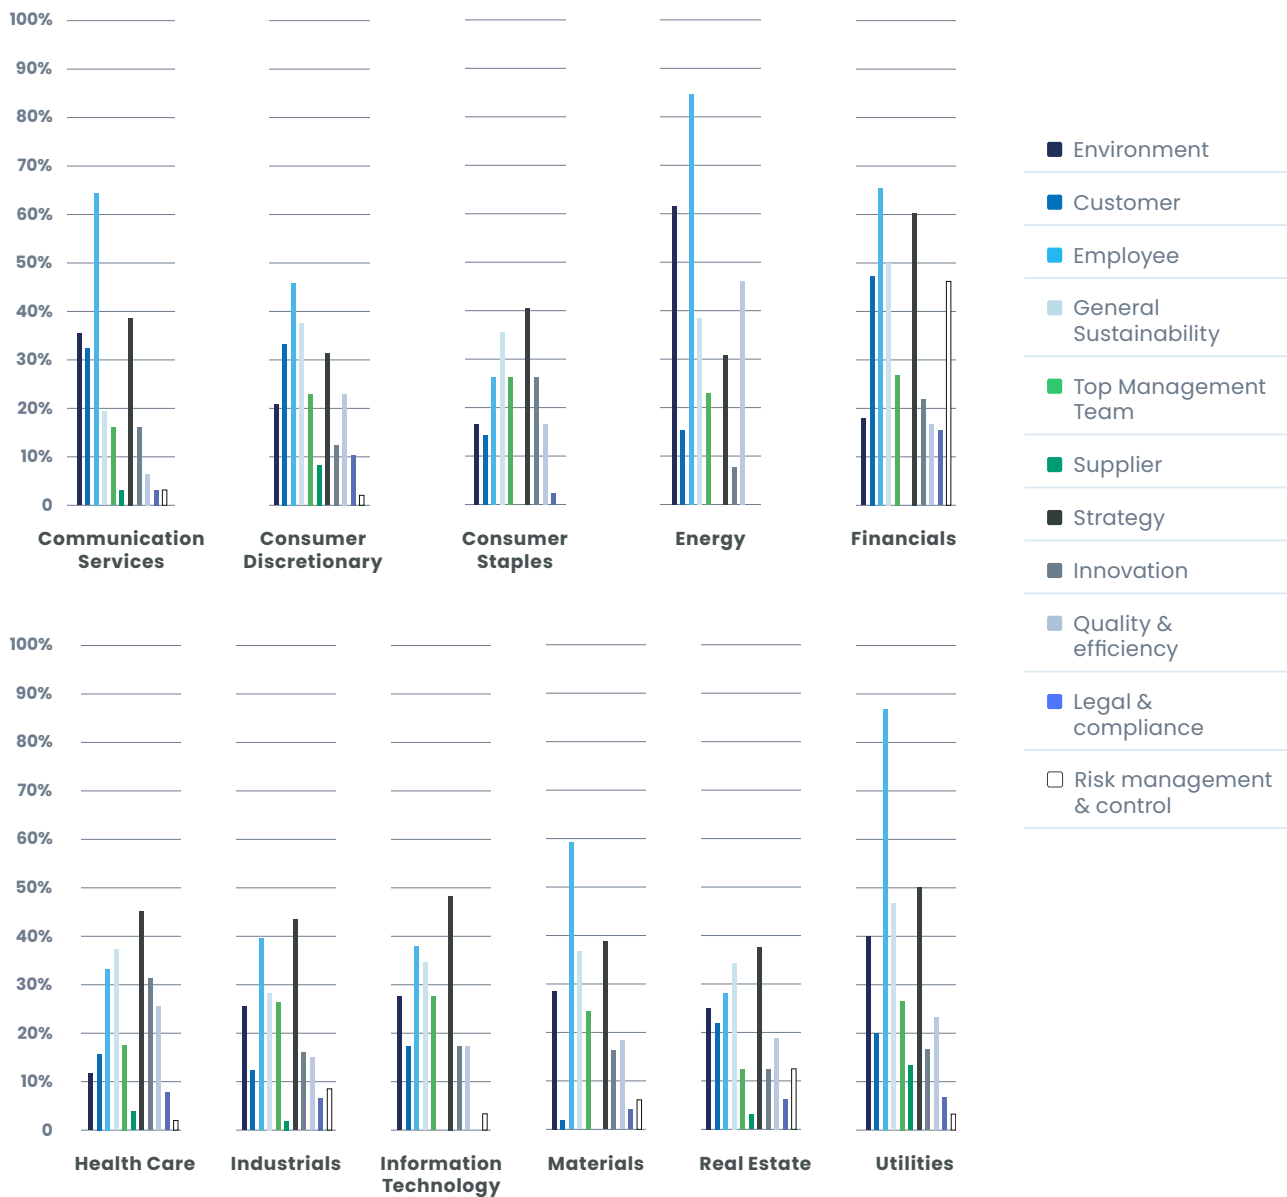 100%
90%
80%
70%
60%
50%
40%
30%
20%
10%
0
Communication
Services
Consumer
Discretionary
Consumer
Staples
Energy
Financials
Environment
Customer
Employee
General
Sustainability
Top Management
Team
Supplier
Strategy
Innovation
Quality &
efficiency
Legal &
compliance
Risk management
& control
100%
90%
80%
70%
60%
50%
40%
30%
20%
10%
0
Health Care
Industrials
Information
Technology
Materials
Real Estate
Utilities